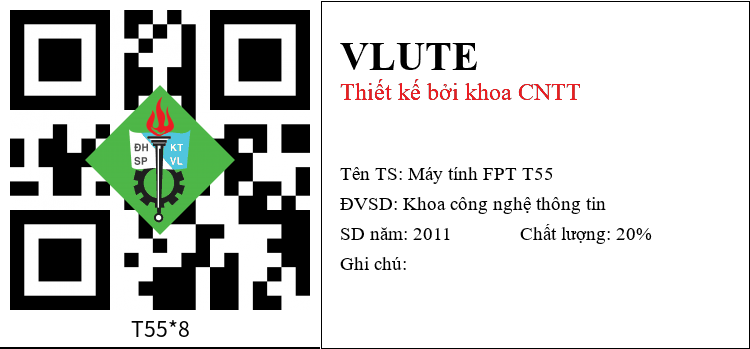 ĐH KT
SP VL
T55*8
VLUTE
Thiết kế bởi khoa CNTT
Tên TS: Máy tính FPT T55
ĐVSD: Khoa công nghệ thông tin
SD năm: 2011 Chất lượng: 20%
Ghi chú: